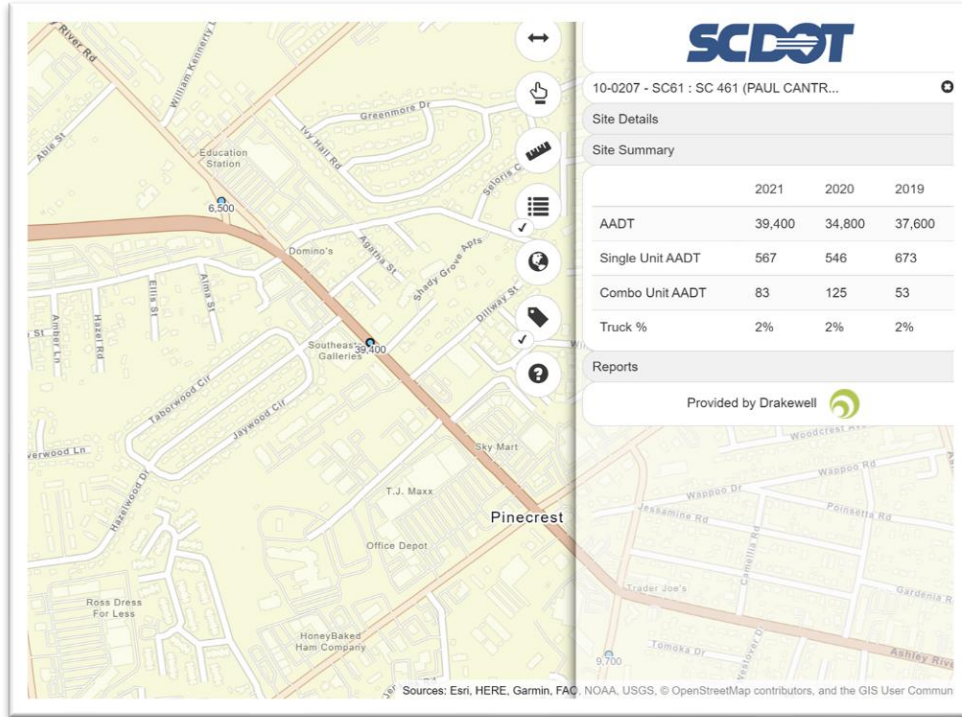 SCDOT
10-0207 - SC61 : SC 461 (PAUL CANTR...
Site Details
Site Summary
2021 2020 2019
AADT 39,400 34,800 37,600
Single Unit AADT 567 546 673
Combo Unit AADT 83 125 53
Truck % 2% 2% 2%
Reports
Provided by Drakewell
River Rd
William Kennerty
Able St
Greenmore Dr
Ivy Hall Rd
Education
Station
6,500
Seloris
Domino's
Agatha St
Shady Grove Apts
Dillway St
Ellis St
Alma St
Amber Ln
Hazel Rd
St
Southeast
Galleries
39,400
Taborwood Cir
Jaywood Cir
verwood Ln
Hazelwood Dr
Sky Mart
T.J. Maxx
Pinecrest
Office Depot
Ross Dress
For Less
HoneyBaked
Ham Company
Woodcrest
Wappoo Rd
Wappoo Dr
Poinsetta Rd
Jessamine Rd
Camellia Rd
Trader Joe's
Gardenia R
Tomoka Dr
Westover D
Ashley Rive
9,700
Sources: Esri, HERE, Garmin, FAO, NOAA, USGS, © OpenStreetMap contributors, and the GIS User Commun